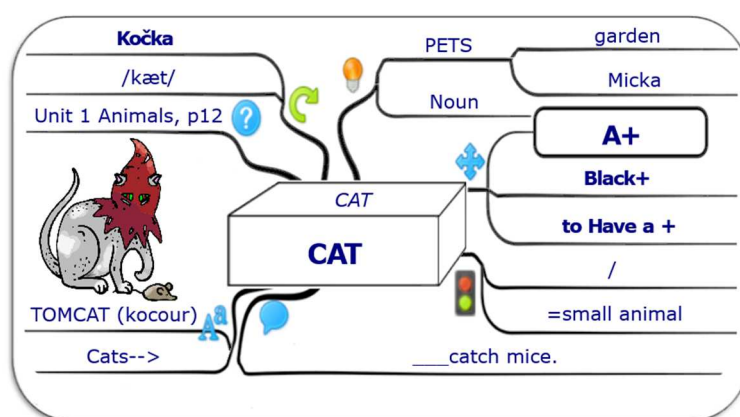 Kočka
/kæt/
Unit 1 Animals, p12
PETS
garden
Micka
Noun
A+
Black+
to Have a +
CAT
CAT
/
=small animal
TOMCAT (kocour)
Aa
Cats-->
___catch mice.
?